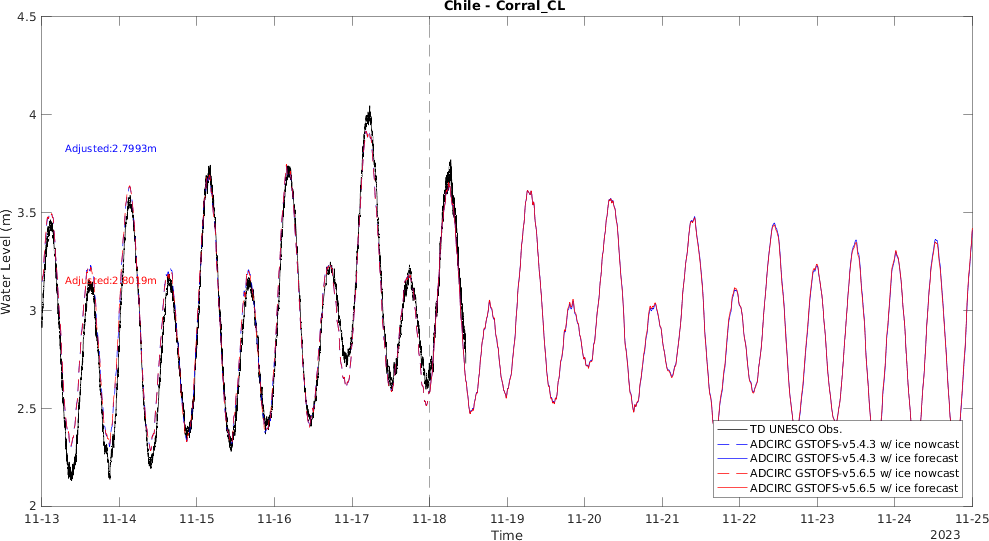 Chile - Corral_CL
Water Level (m)
4.5
4
3.5
3
2.5
2
Adjusted:2.7993m
Adjusted:2.8019m
TD UNESCO Obs.
ADCIRC GSTOFS-v5.4.3 w/ ice nowcast
ADCIRC GSTOFS-v5.4.3 w/ ice forecast
ADCIRC GSTOFS-v5.6.5 w/ ice nowcast
ADCIRC GSTOFS-v5.6.5 w/ ice forecast
11-13 11-14 11-15 11-16 11-17 11-18 11-19 11-20 11-21 11-22 11-23 11-24 11-25
Time
2023